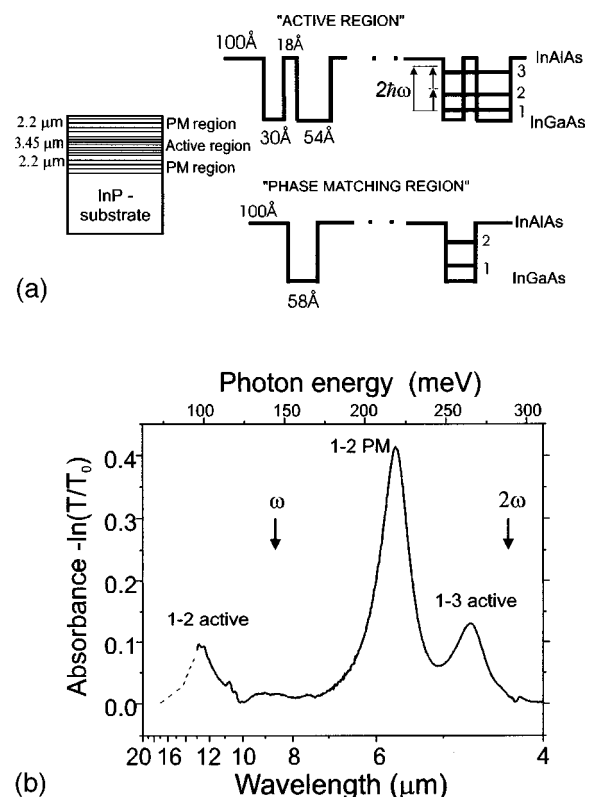 "ACTIVE REGION"
100Å 18Å
30Å 54Å
InAlAs
3
2ℏω 2
1
InGaAs
2.2 μm PM region
3.45 μm Active region
2.2 μm PM region
InP -
substrate
"PHASE MATCHING REGION"
100Å
InAlAs
2
1
InGaAs
58Å
(a)
Photon energy (meV)
100 150 200 250 300
Absorbance -ln(T/T0)
0.4
0.3
0.2
0.1
0.0
1-2 PM
ω 2ω
1-3 active
1-2 active
20 16 12 10 8 6 4
Wavelength (μm)
(b)